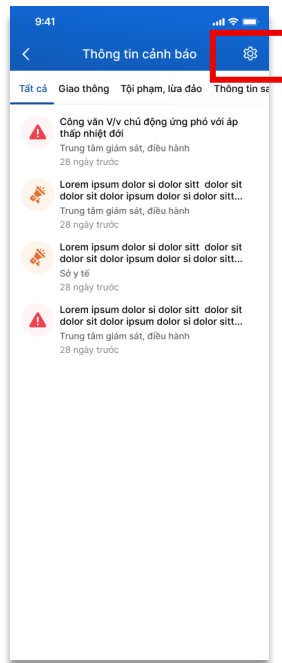 9:41
Thông tin cảnh báo
Tất cả Giao thông Tội phạm, lừa đảo Thông tin sa
Công văn V/v chủ động ứng phó với áp
thấp nhiệt đới
Trung tâm giám sát, điều hành
28 ngày trước
Lorem ipsum dolor si dolor sitt dolor sit
dolor sit dolor ipsum dolor si dolor sitt...
Trung tâm giám sát, điều hành
28 ngày trước
Lorem ipsum dolor si dolor sitt dolor sit
dolor sit dolor ipsum dolor si dolor sitt...
Sở y tế
28 ngày trước
Lorem ipsum dolor si dolor sitt dolor sit
dolor sit dolor ipsum dolor si dolor sitt...
Trung tâm giám sát, điều hành
28 ngày trước